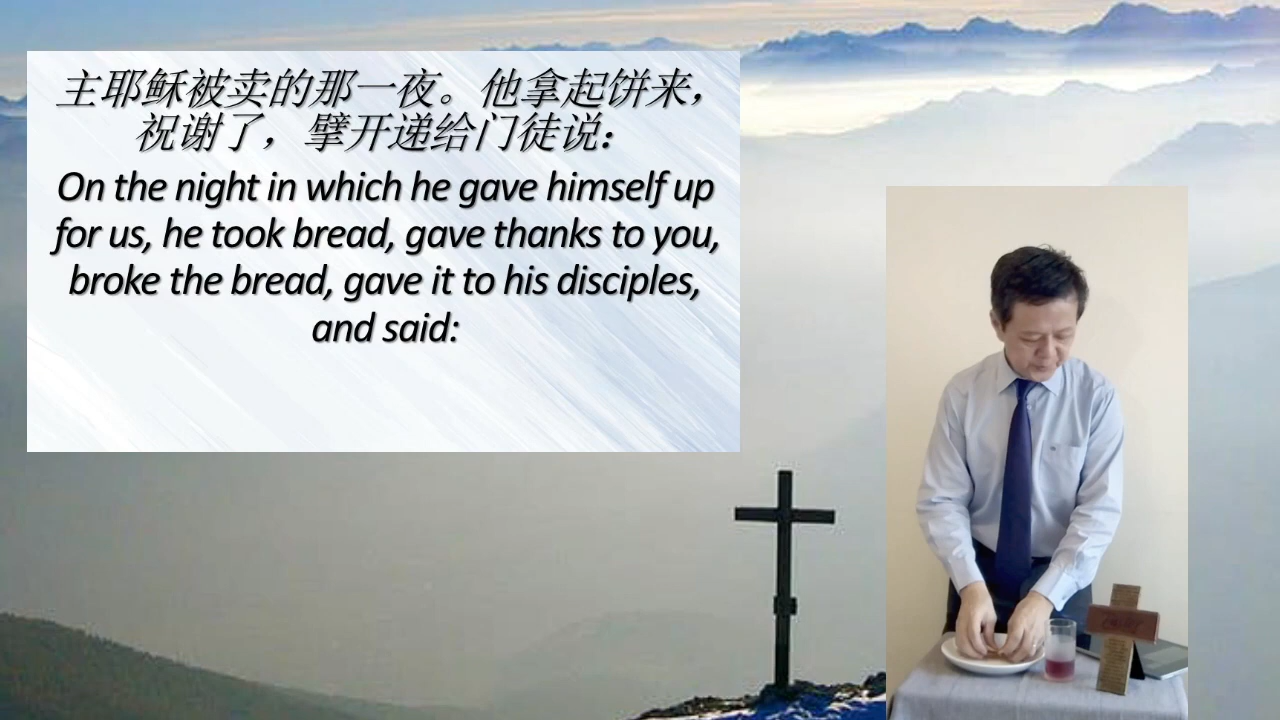 主耶稣被卖的那一夜。他拿起饼来，
祝谢了，擘开递给门徒说：
On the night in which he gave himself up
for us, he took bread, gave thanks to you,
broke the bread, gave it to his disciples,
and said: